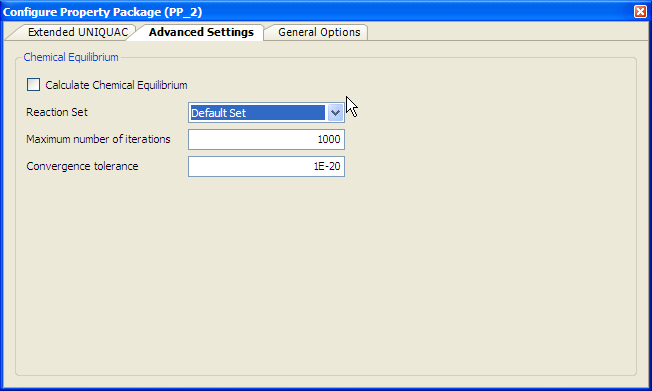 Configure Property Package (PP_2)
Extended UNIQUAC Advanced Settings General Options
Chemical Equilibrium
Calculate Chemical Equilibrium
Reaction Set Default Set
Maximum number of iterations 1000
Convergence tolerance 1E-20